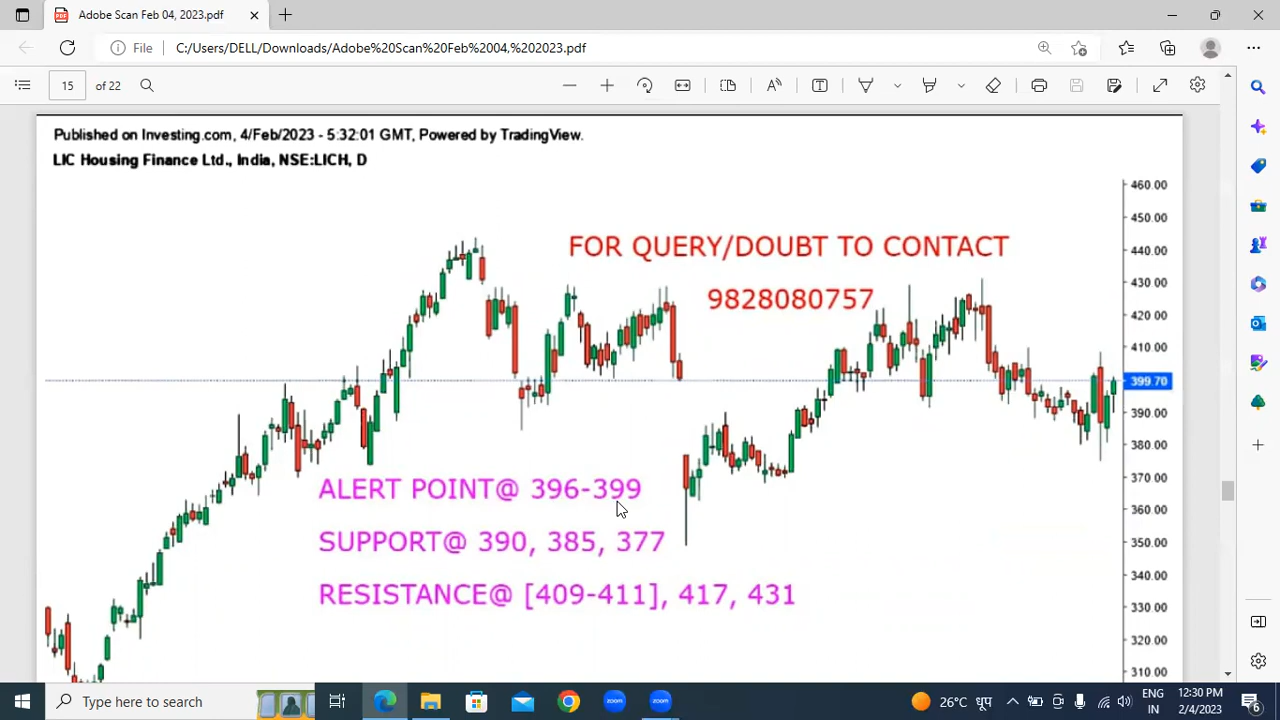 Adobe Scan Feb 04, 2023.pdf
File
C:/Users/DELL/Downloads/Adobe%20Scan%20Feb%2004,%202023.pdf
15 of 22
Published on Investing.com, 4/Feb/2023 - 5:32:01 GMT, Powered by TradingView.
LIC Housing Finance Ltd., India, NSE:LICH, D
FOR QUERY/DOUBT TO CONTACT
9828080757
ALERT POINT@ 396-399
SUPPORT@ 390, 385, 377
RESISTANCE@ [409-411], 417, 431
460.00
450.00
440.00
430.00
420.00
410.00
399.70
390.00
380.00
370.00
360.00
350.00
340.00
330.00
320.00
310.00
Type here to search
zoom
zoom
26°C धूप
ENG
IN
12:30 PM
2/4/2023
6